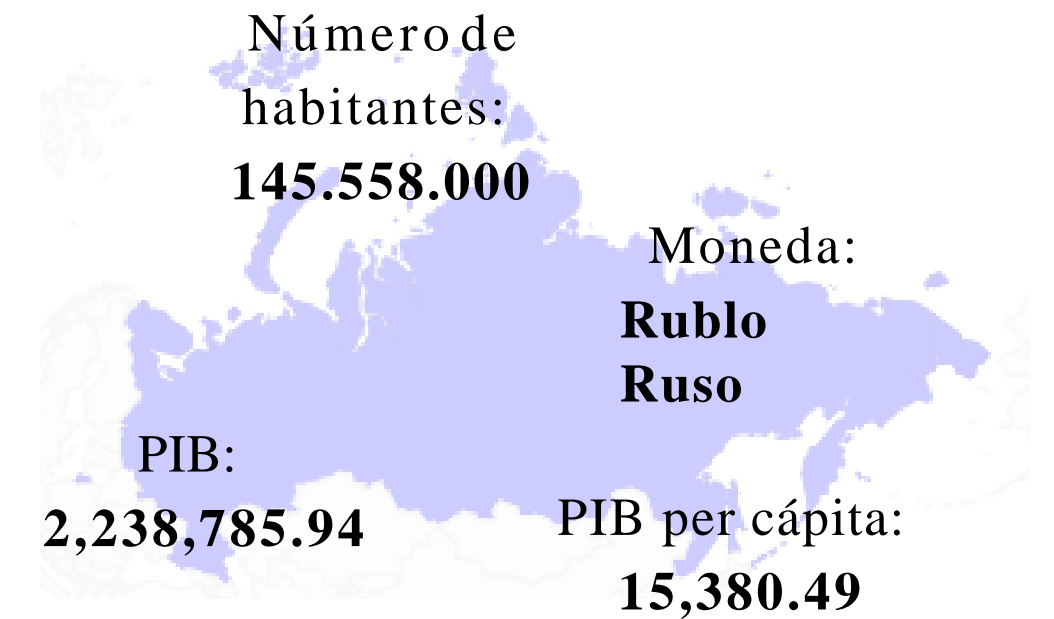 Número de
habitantes:
145.558.000
Moneda:
Rublo
Ruso
PIB:
2,238,785.94
PIB per cápita:
15,380.49